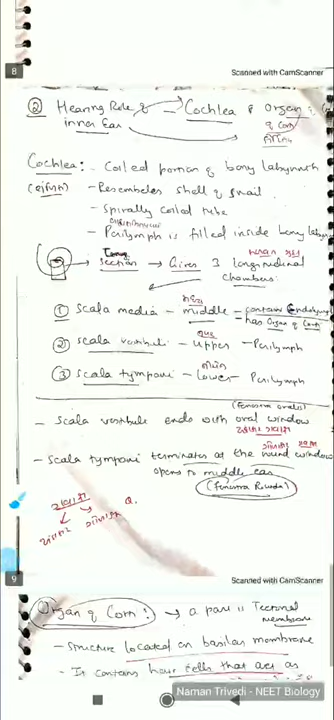 8
Scanned with CamScanner
② Hearing Role of Cochlea & Organ of Corti
inner Ear
Cochlea : - Coiled portion of bony labyrinth
- Resembeles shell of snail
- Spirally coiled tube
- Perilymph is filled inside bony
section → Gives 3 longitudinal
chambers
① Scala media - middle - contain Endolymph
has Organ of Corti
② Scala vestibule - upper - Perilymph
③ Scala tympani - Lower - Perilymph
(fenestra ovalis)
- Scala vestibule ends with oval window
- Scala tympani terminates at the round window
opens to middle ear
(Fenestra Rotunda)
Q.
9
Scanned with CamScanner
Organ of Corti : → a part is Tectorial
membrane
- Structure located on basilar membrane
- It contains hair cells that act as
Naman Trivedi - NEET Biology